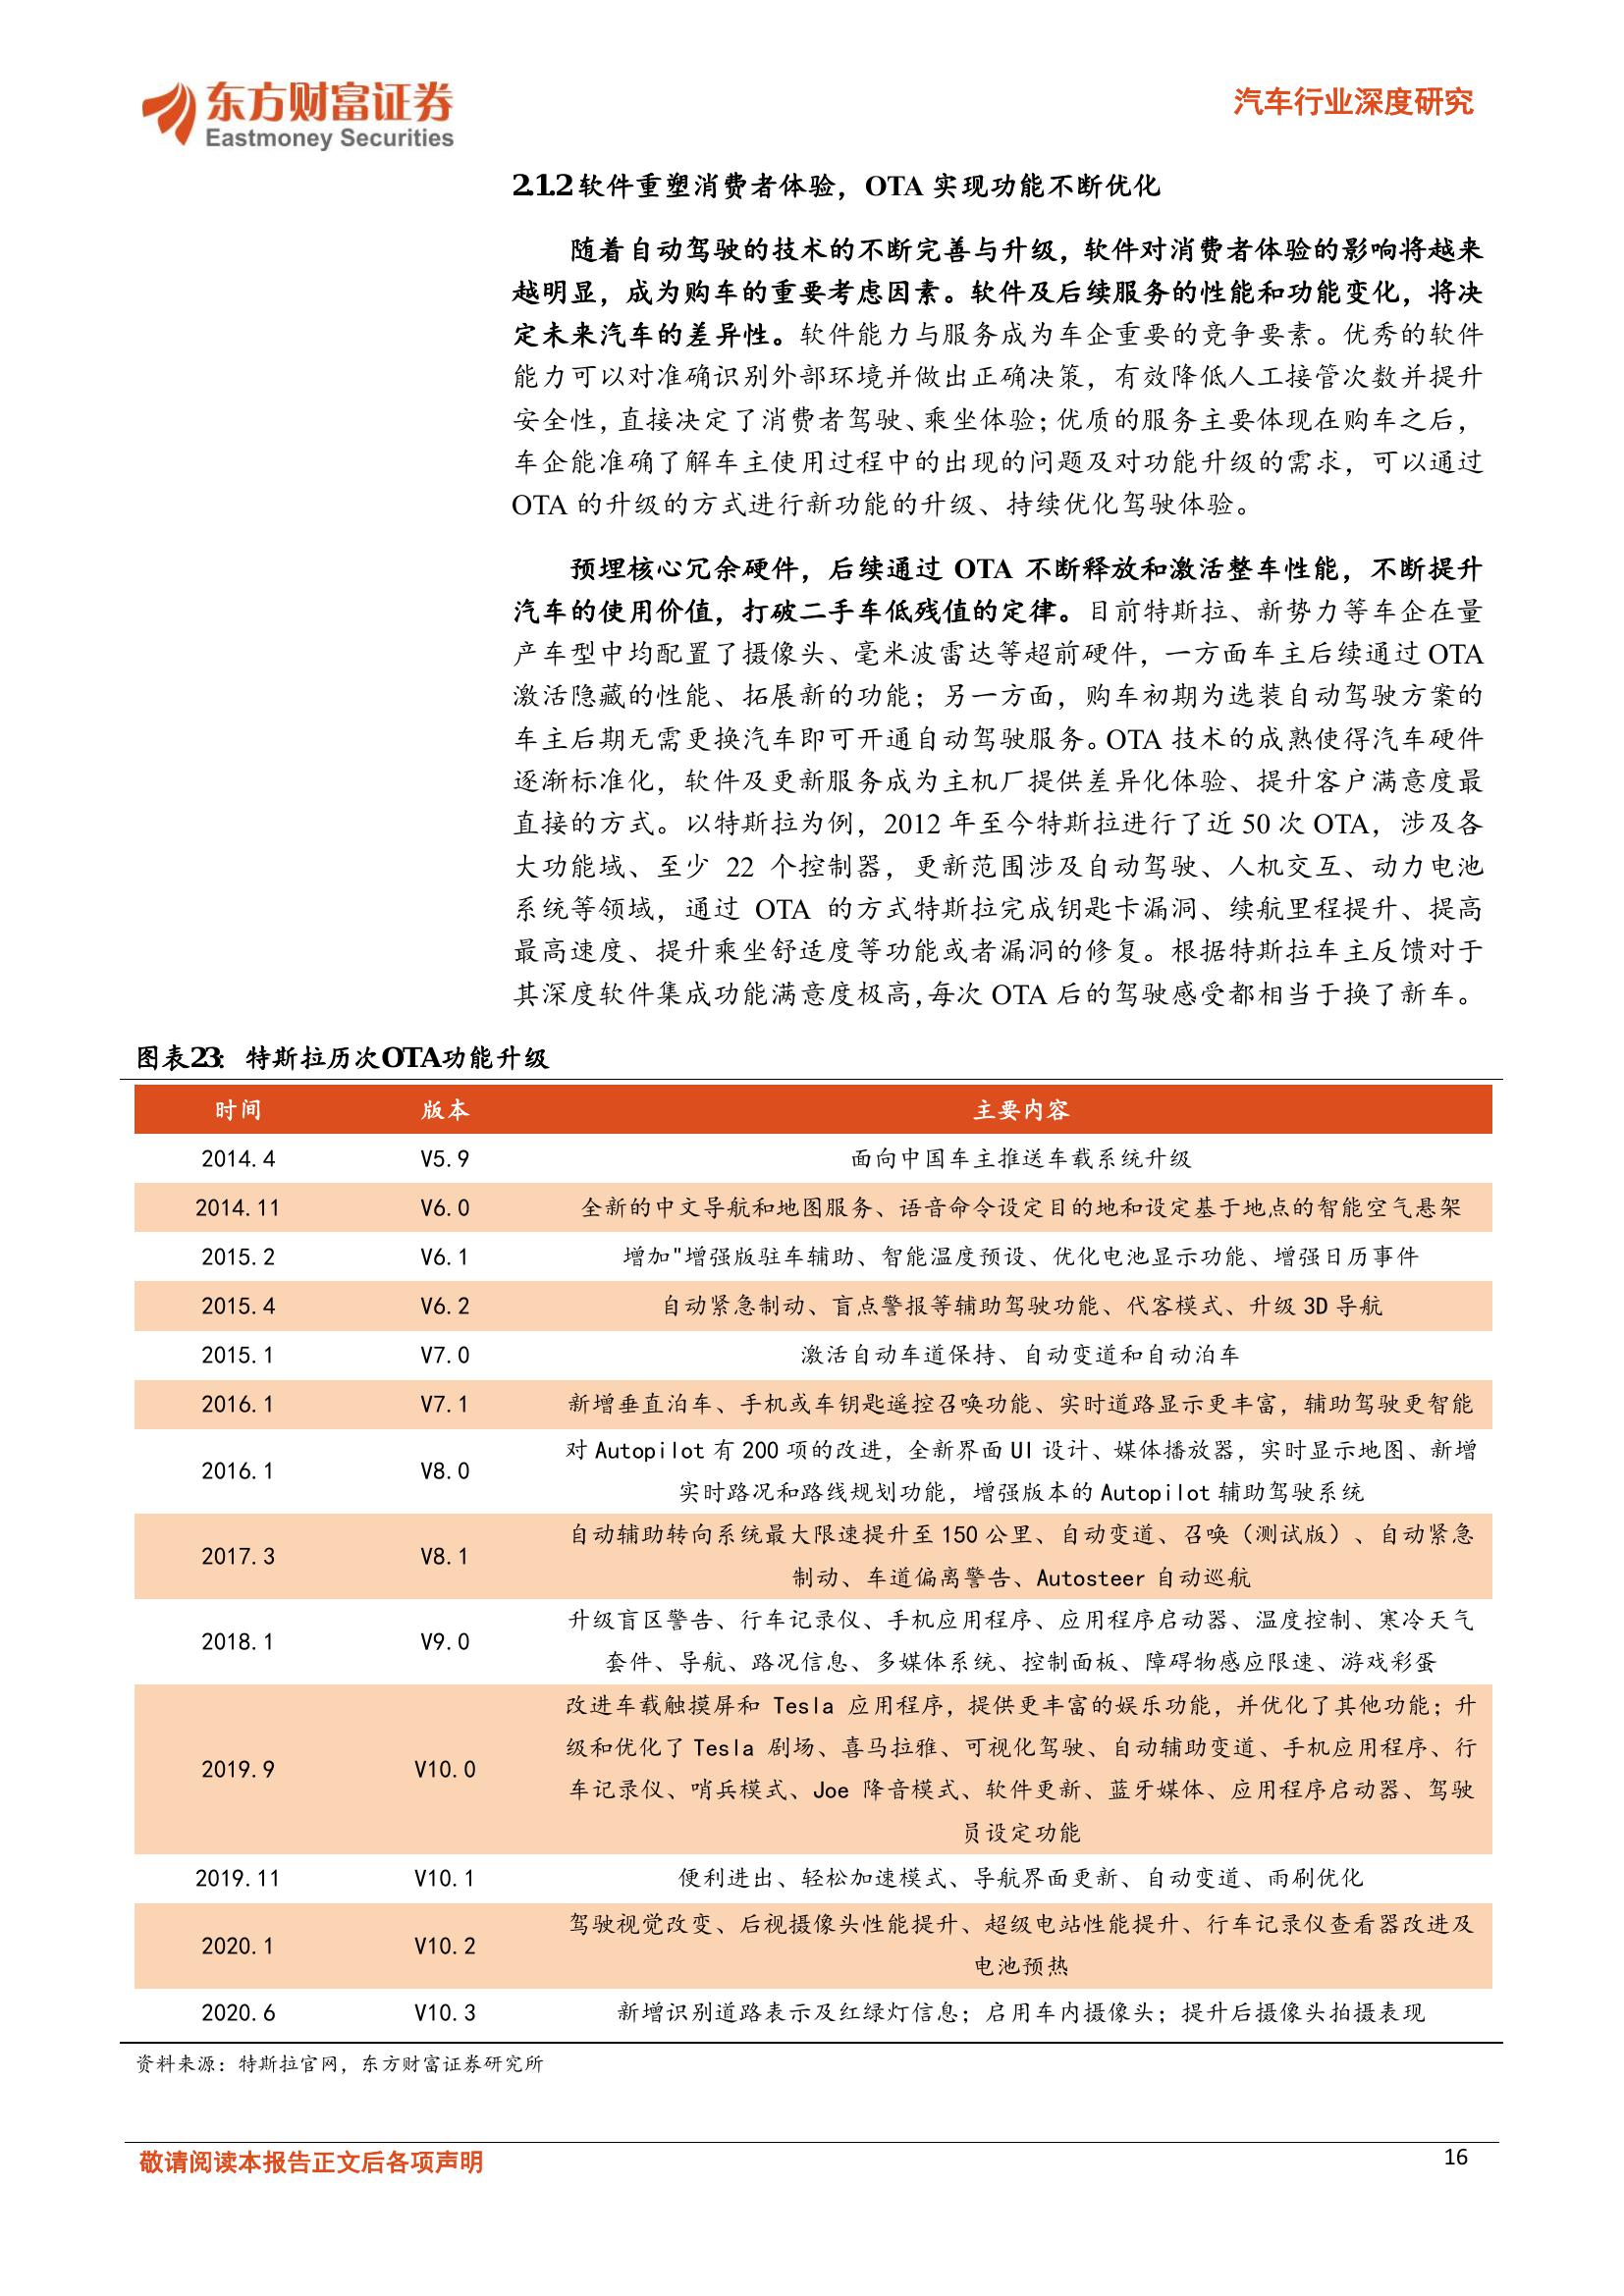 东方财富证券
Eastmoney Securities
汽车行业深度研究
2.1.2 软件重塑消费者体验，OTA 实现功能不断优化
随着自动驾驶的技术的不断完善与升级，软件对消费者体验的影响将越来
越明显，成为购车的重要考虑因素。软件及后续服务的性能和功能变化，将决
定未来汽车的差异性。软件能力与服务成为车企重要的竞争要素。优秀的软件
能力可以对准确识别外部环境并做出正确决策，有效降低人工接管次数并提升
安全性，直接决定了消费者驾驶、乘坐体验；优质的服务主要体现在购车之后，
车企能准确了解车主使用过程中的出现的问题及对功能升级的需求，可以通过
OTA 的升级的方式进行新功能的升级、持续优化驾驶体验。
预埋核心冗余硬件，后续通过 OTA 不断释放和激活整车性能，不断提升
汽车的使用价值，打破二手车低残值的定律。目前特斯拉、新势力等车企在量
产车型中均配置了摄像头、毫米波雷达等超前硬件，一方面车主后续通过 OTA
激活隐藏的性能、拓展新的功能；另一方面，购车初期为选装自动驾驶方案的
车主后期无需更换汽车即可开通自动驾驶服务。OTA 技术的成熟使得汽车硬件
逐渐标准化，软件及更新服务成为主机厂提供差异化体验、提升客户满意度最
直接的方式。以特斯拉为例，2012 年至今特斯拉进行了近 50 次 OTA，涉及各
大功能域、至少 22 个控制器，更新范围涉及自动驾驶、人机交互、动力电池
系统等领域，通过 OTA 的方式特斯拉完成钥匙卡漏洞、续航里程提升、提高
最高速度、提升乘坐舒适度等功能或者漏洞的修复。根据特斯拉车主反馈对于
其深度软件集成功能满意度极高，每次 OTA 后的驾驶感受都相当于换了新车。
图表23：特斯拉历次OTA功能升级
时间 版本 主要内容
2014.4 V5.9 面向中国车主推送车载系统升级
2014.11 V6.0 全新的中文导航和地图服务、语音命令设定目的地和设定基于地点的智能空气悬架
2015.2 V6.1 增加"增强版驻车辅助、智能温度预设、优化电池显示功能、增强日历事件
2015.4 V6.2 自动紧急制动、盲点警报等辅助驾驶功能、代客模式、升级 3D 导航
2015.1 V7.0 激活自动车道保持、自动变道和自动泊车
2016.1 V7.1 新增垂直泊车、手机或车钥匙遥控召唤功能、实时道路显示更丰富，辅助驾驶更智能
2016.1 V8.0 对 Autopilot 有 200 项的改进，全新界面 UI 设计、媒体播放器，实时显示地图、新增
实时路况和路线规划功能，增强版本的 Autopilot 辅助驾驶系统
2017.3 V8.1 自动辅助转向系统最大限速提升至 150 公里、自动变道、召唤（测试版）、自动紧急
制动、车道偏离警告、Autosteer 自动巡航
2018.1 V9.0 升级盲区警告、行车记录仪、手机应用程序、应用程序启动器、温度控制、寒冷天气
套件、导航、路况信息、多媒体系统、控制面板、障碍物感应限速、游戏彩蛋
2019.9 V10.0 改进车载触摸屏和 Tesla 应用程序，提供更丰富的娱乐功能，并优化了其他功能；升
级和优化了 Tesla 剧场、喜马拉雅、可视化驾驶、自动辅助变道、手机应用程序、行
车记录仪、哨兵模式、Joe 降音模式、软件更新、蓝牙媒体、应用程序启动器、驾驶
员设定功能
2019.11 V10.1 便利进出、轻松加速模式、导航界面更新、自动变道、雨刷优化
2020.1 V10.2 驾驶视觉改变、后视摄像头性能提升、超级电站性能提升、行车记录仪查看器改进及
电池预热
2020.6 V10.3 新增识别道路表示及红绿灯信息；启用车内摄像头；提升后摄像头拍摄表现
资料来源：特斯拉官网，东方财富证券研究所
敬请阅读本报告正文后各项声明
16